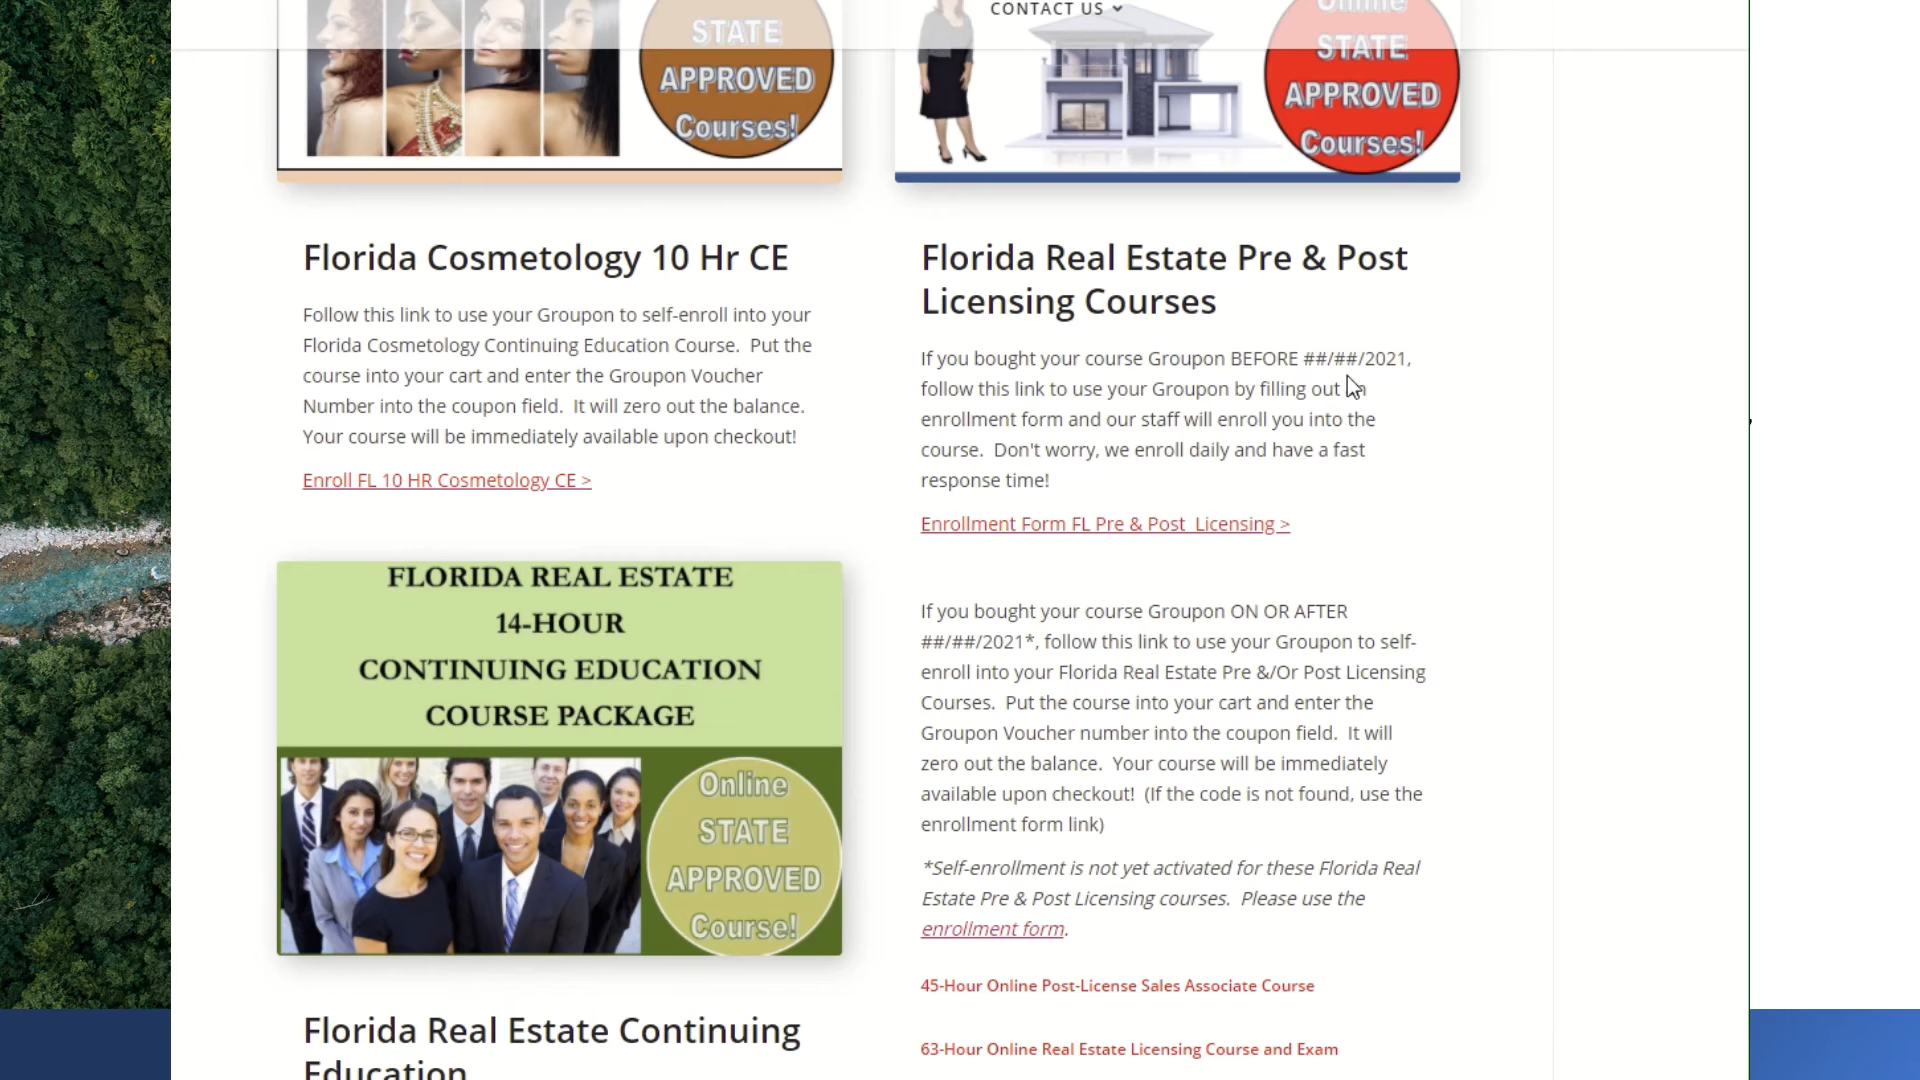 CONTACT US
STATE
APPROVED
Courses!
Online
STATE
APPROVED
Courses!
Florida Cosmetology 10 Hr CE
Follow this link to use your Groupon to self-enroll into your
Florida Cosmetology Continuing Education Course.  Put the
course into your cart and enter the Groupon Voucher
Number into the coupon field.  It will zero out the balance.
Your course will be immediately available upon checkout!
Enroll FL 10 HR Cosmetology CE >
FLORIDA REAL ESTATE
14-HOUR
CONTINUING EDUCATION
COURSE PACKAGE
Online
STATE
APPROVED
Course!
Florida Real Estate Continuing
Education
Florida Real Estate Pre & Post
Licensing Courses
If you bought your course Groupon BEFORE ##/##/2021,
follow this link to use your Groupon by filling out
enrollment form and our staff will enroll you into the
course.  Don't worry, we enroll daily and have a fast
response time!
Enrollment Form FL Pre & Post  Licensing >
If you bought your course Groupon ON OR AFTER
##/##/2021*, follow this link to use your Groupon to self-
enroll into your Florida Real Estate Pre &/Or Post Licensing
Courses.  Put the course into your cart and enter the
Groupon Voucher number into the coupon field.  It will
zero out the balance.  Your course will be immediately
available upon checkout!  (If the code is not found, use the
enrollment form link)
*Self-enrollment is not yet activated for these Florida Real
Estate Pre & Post Licensing courses.  Please use the
enrollment form.
45-Hour Online Post-License Sales Associate Course
63-Hour Online Real Estate Licensing Course and Exam